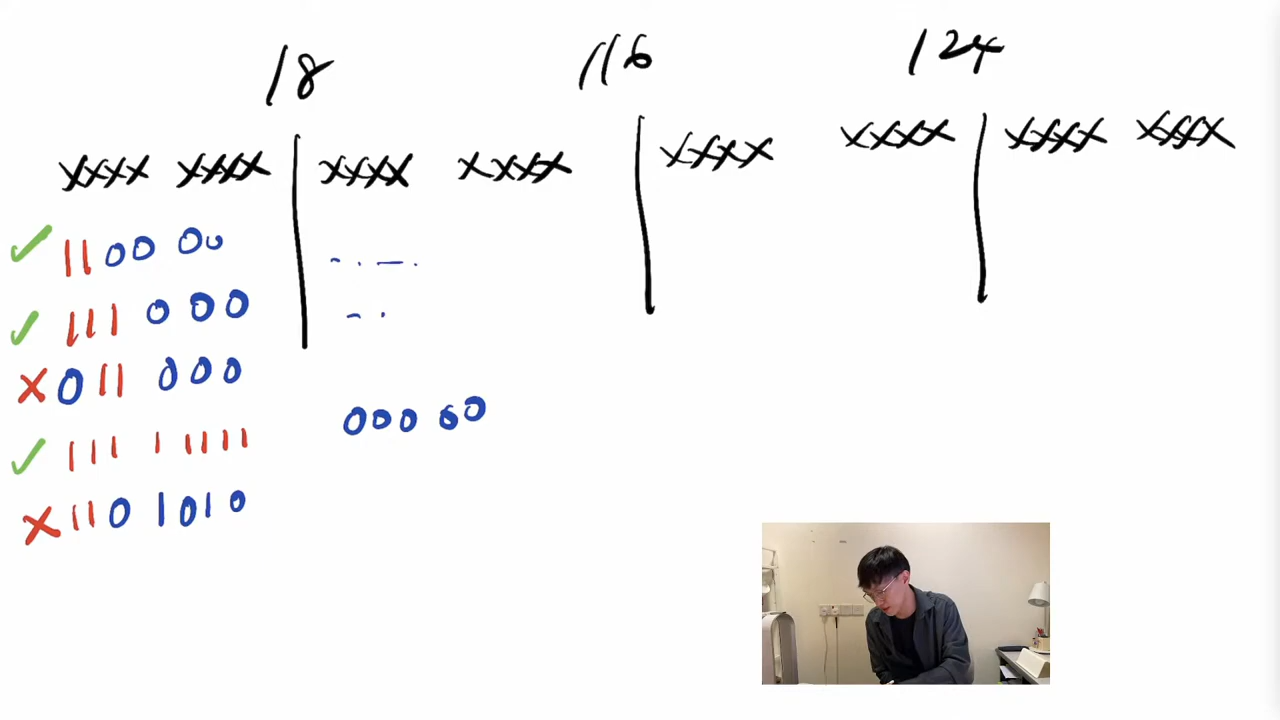 /8 /16 /24
XXXX XXXX | XXXX XXXX | XXXX XXXX | XXXX XXXX
✓ 1100 00
✓ 111 000
X 011 000
000 00
✓ 111 1 1111
X 110 1010